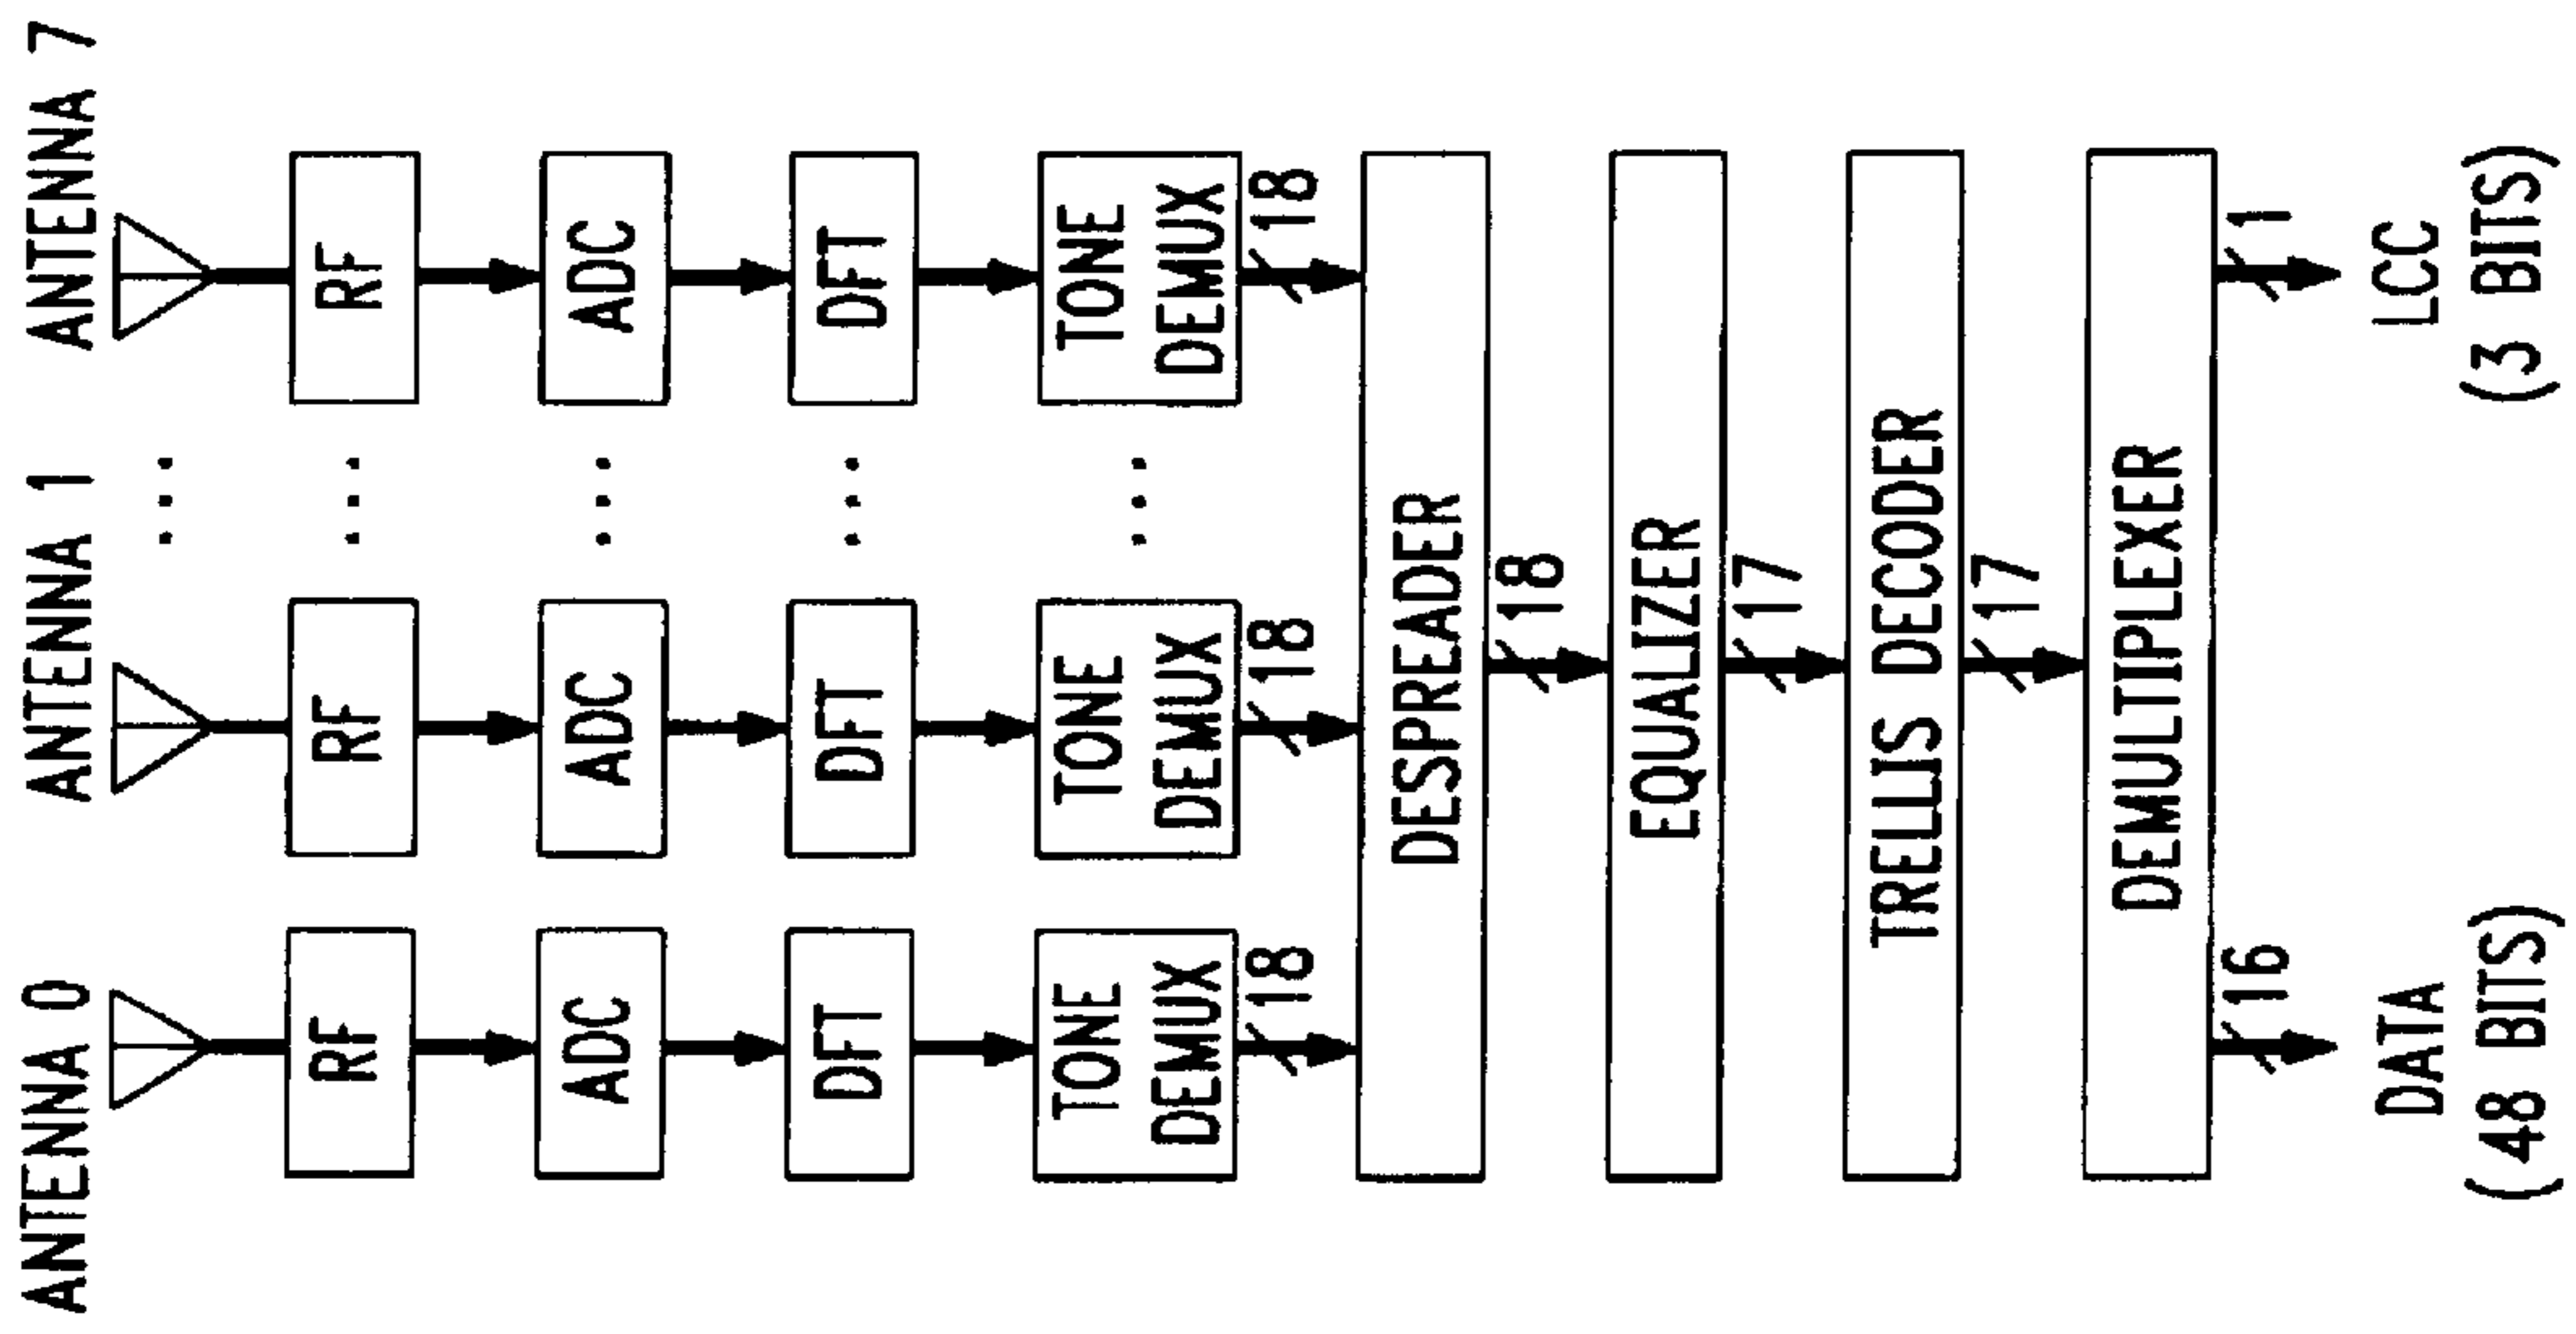 ANTENNA 0
ANTENNA 1
ANTENNA 7
...
RF
RF
...
RF
ADC
ADC
...
ADC
DFT
DFT
...
DFT
TONE
DEMUX
TONE
DEMUX
...
TONE
DEMUX
18
18
18
DESPREADER
18
EQUALIZER
17
TRELLIS DECODER
17
DEMULTIPLEXER
16
1
DATA
(48 BITS)
LCC
(3 BITS)